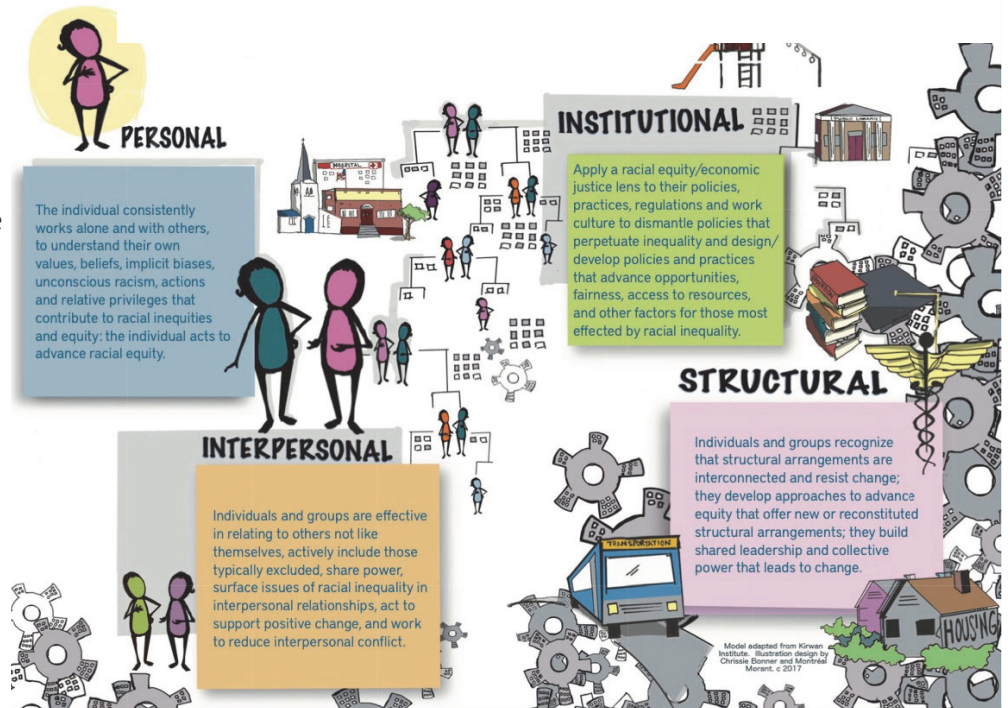 PERSONAL
The individual consistently
works alone and with others,
to understand their own
values, beliefs, implicit biases,
unconscious racism, actions
and relative privileges that
contribute to racial inequities
and equity: the individual acts to
advance racial equity.
HOSPITAL
INTERPERSONAL
Individuals and groups are effective
in relating to others not like
themselves, actively include those
typically excluded, share power,
surface issues of racial inequality in
interpersonal relationships, act to
support positive change, and work
to reduce interpersonal conflict.
INSTITUTIONAL
PUBLIC LIBRARY
Apply a racial equity/economic
justice lens to their policies,
practices, regulations and work
culture to dismantle policies that
perpetuate inequality and design/
develop policies and practices
that advance opportunities,
fairness, access to resources,
and other factors for those most
effected by racial inequality.
STRUCTURAL
Individuals and groups recognize
that structural arrangements are
interconnected and resist change;
they develop approaches to advance
equity that offer new or reconstituted
structural arrangements; they build
shared leadership and collective
power that leads to change.
TRANSPORTATION
HOUSING
Model adapted from Kirwan
Institute. Illustration design by
Chrissie Bonner and Montréal
Morant. c 2017